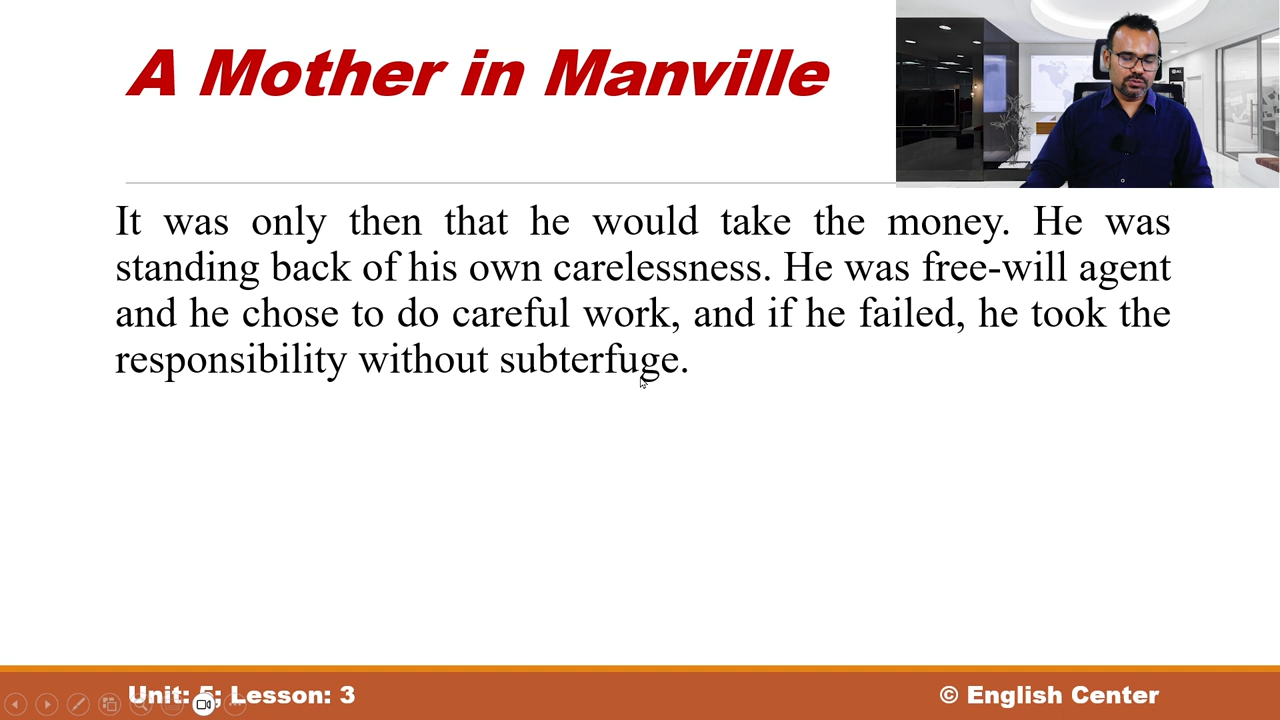 A Mother in Manville
It was only then that he would take the money. He was
standing back of his own carelessness. He was free-will agent
and he chose to do careful work, and if he failed, he took the
responsibility without subterfuge.
Unit: 5; Lesson: 3
© English Center